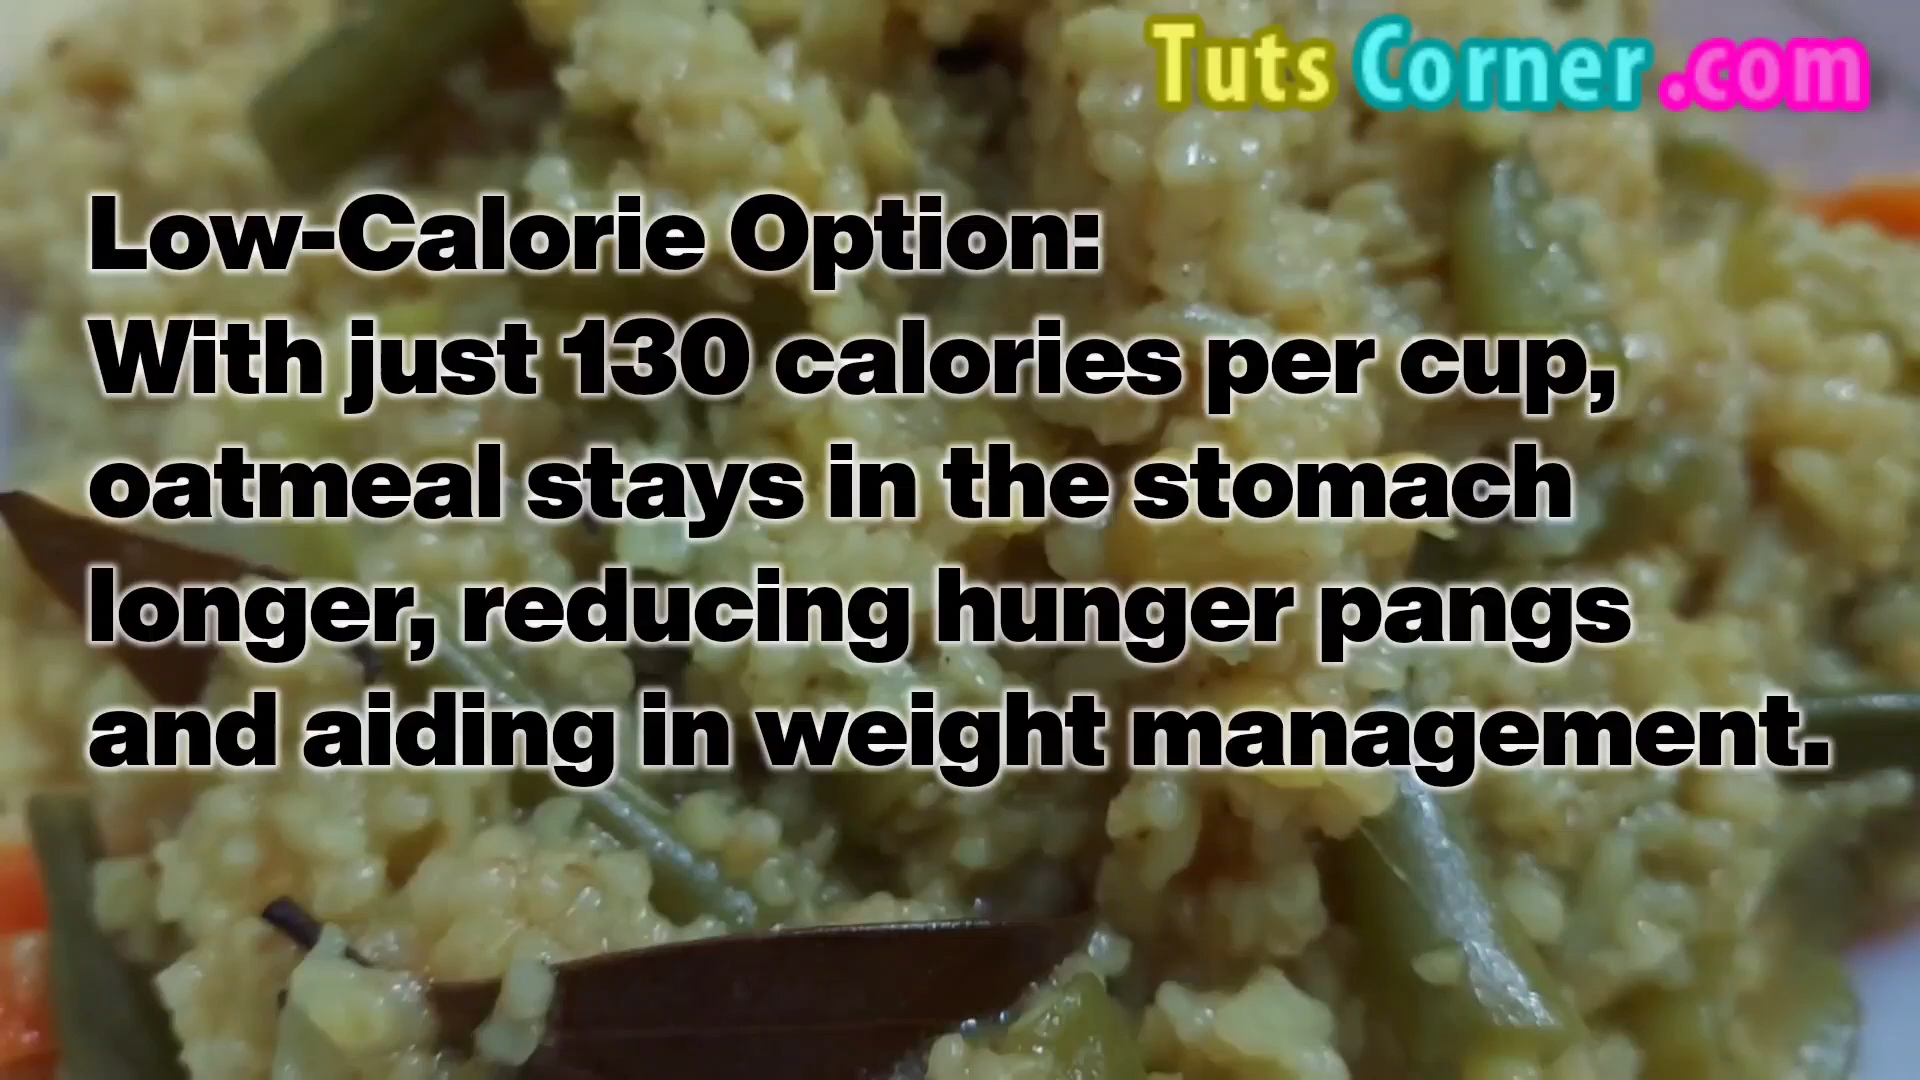 Tuts Corner .com
Low-Calorie Option:
With just 130 calories per cup,
oatmeal stays in the stomach
longer, reducing hunger pangs
and aiding in weight management.